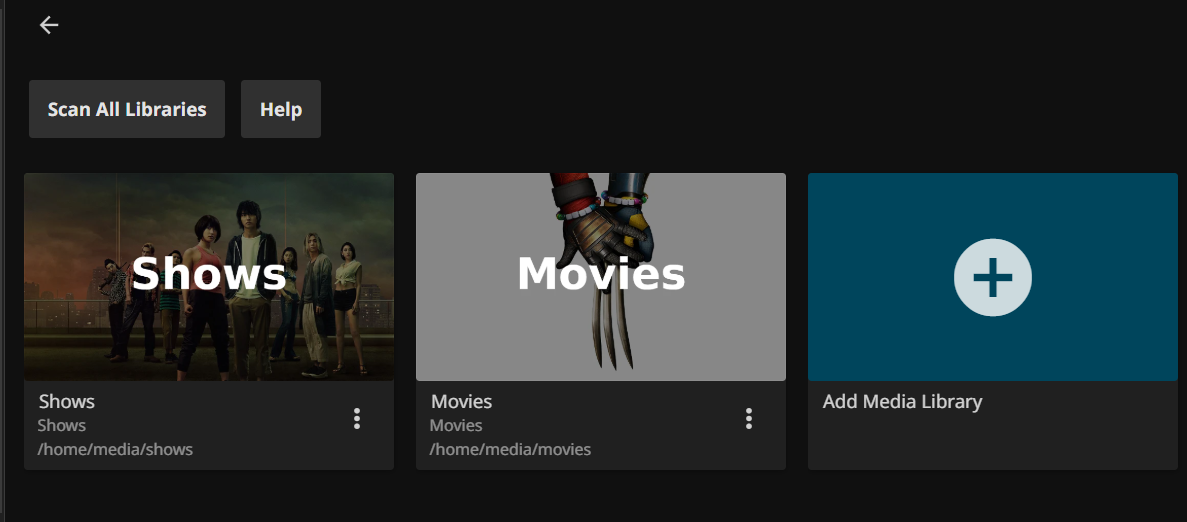 Scan All Libraries
Help
Shows
Shows
Shows
/home/media/shows
Movies
Movies
Movies
/home/media/movies
Add Media Library